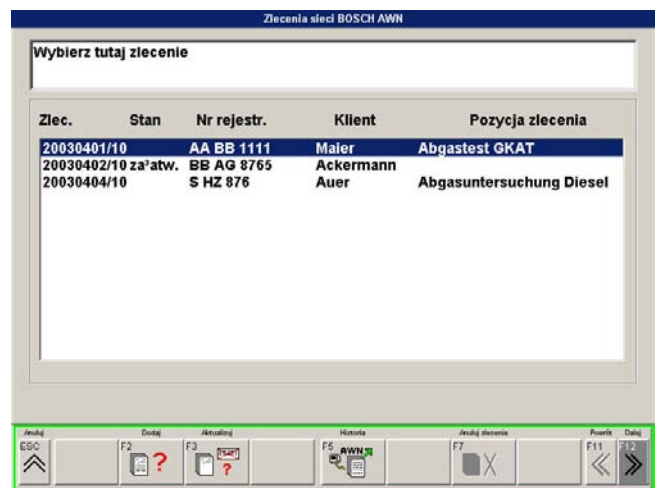 Zlecenia sieci BOSCH AWN
Wybierz tutaj zlecenie
Zlec. Stan Nr rejestr. Klient Pozycja zlecenia
20030401/10 AA BB 1111 Maier Abgastest GKAT
20030402/10 za³atw. BB AG 8765 Ackermann
20030404/10 S HZ 876 Auer Abgasuntersuchung Diesel
Anuluj Dodaj Aktualizuj Historia Anuluj zlecenie Powrót Dalej
ESC F2 F3 F5 AWN F7 F11 F12